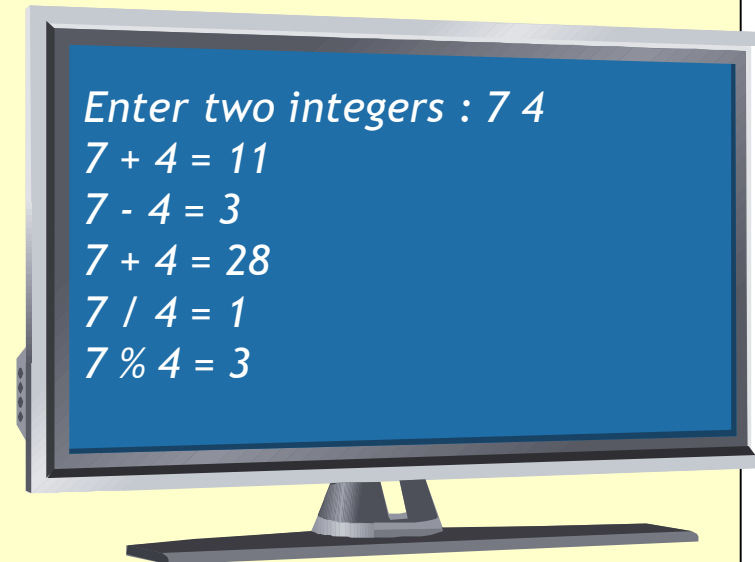 Enter two integers : 7 4
7 + 4 = 11
7 - 4 = 3
7 + 4 = 28
7 / 4 = 1
7 % 4 = 3